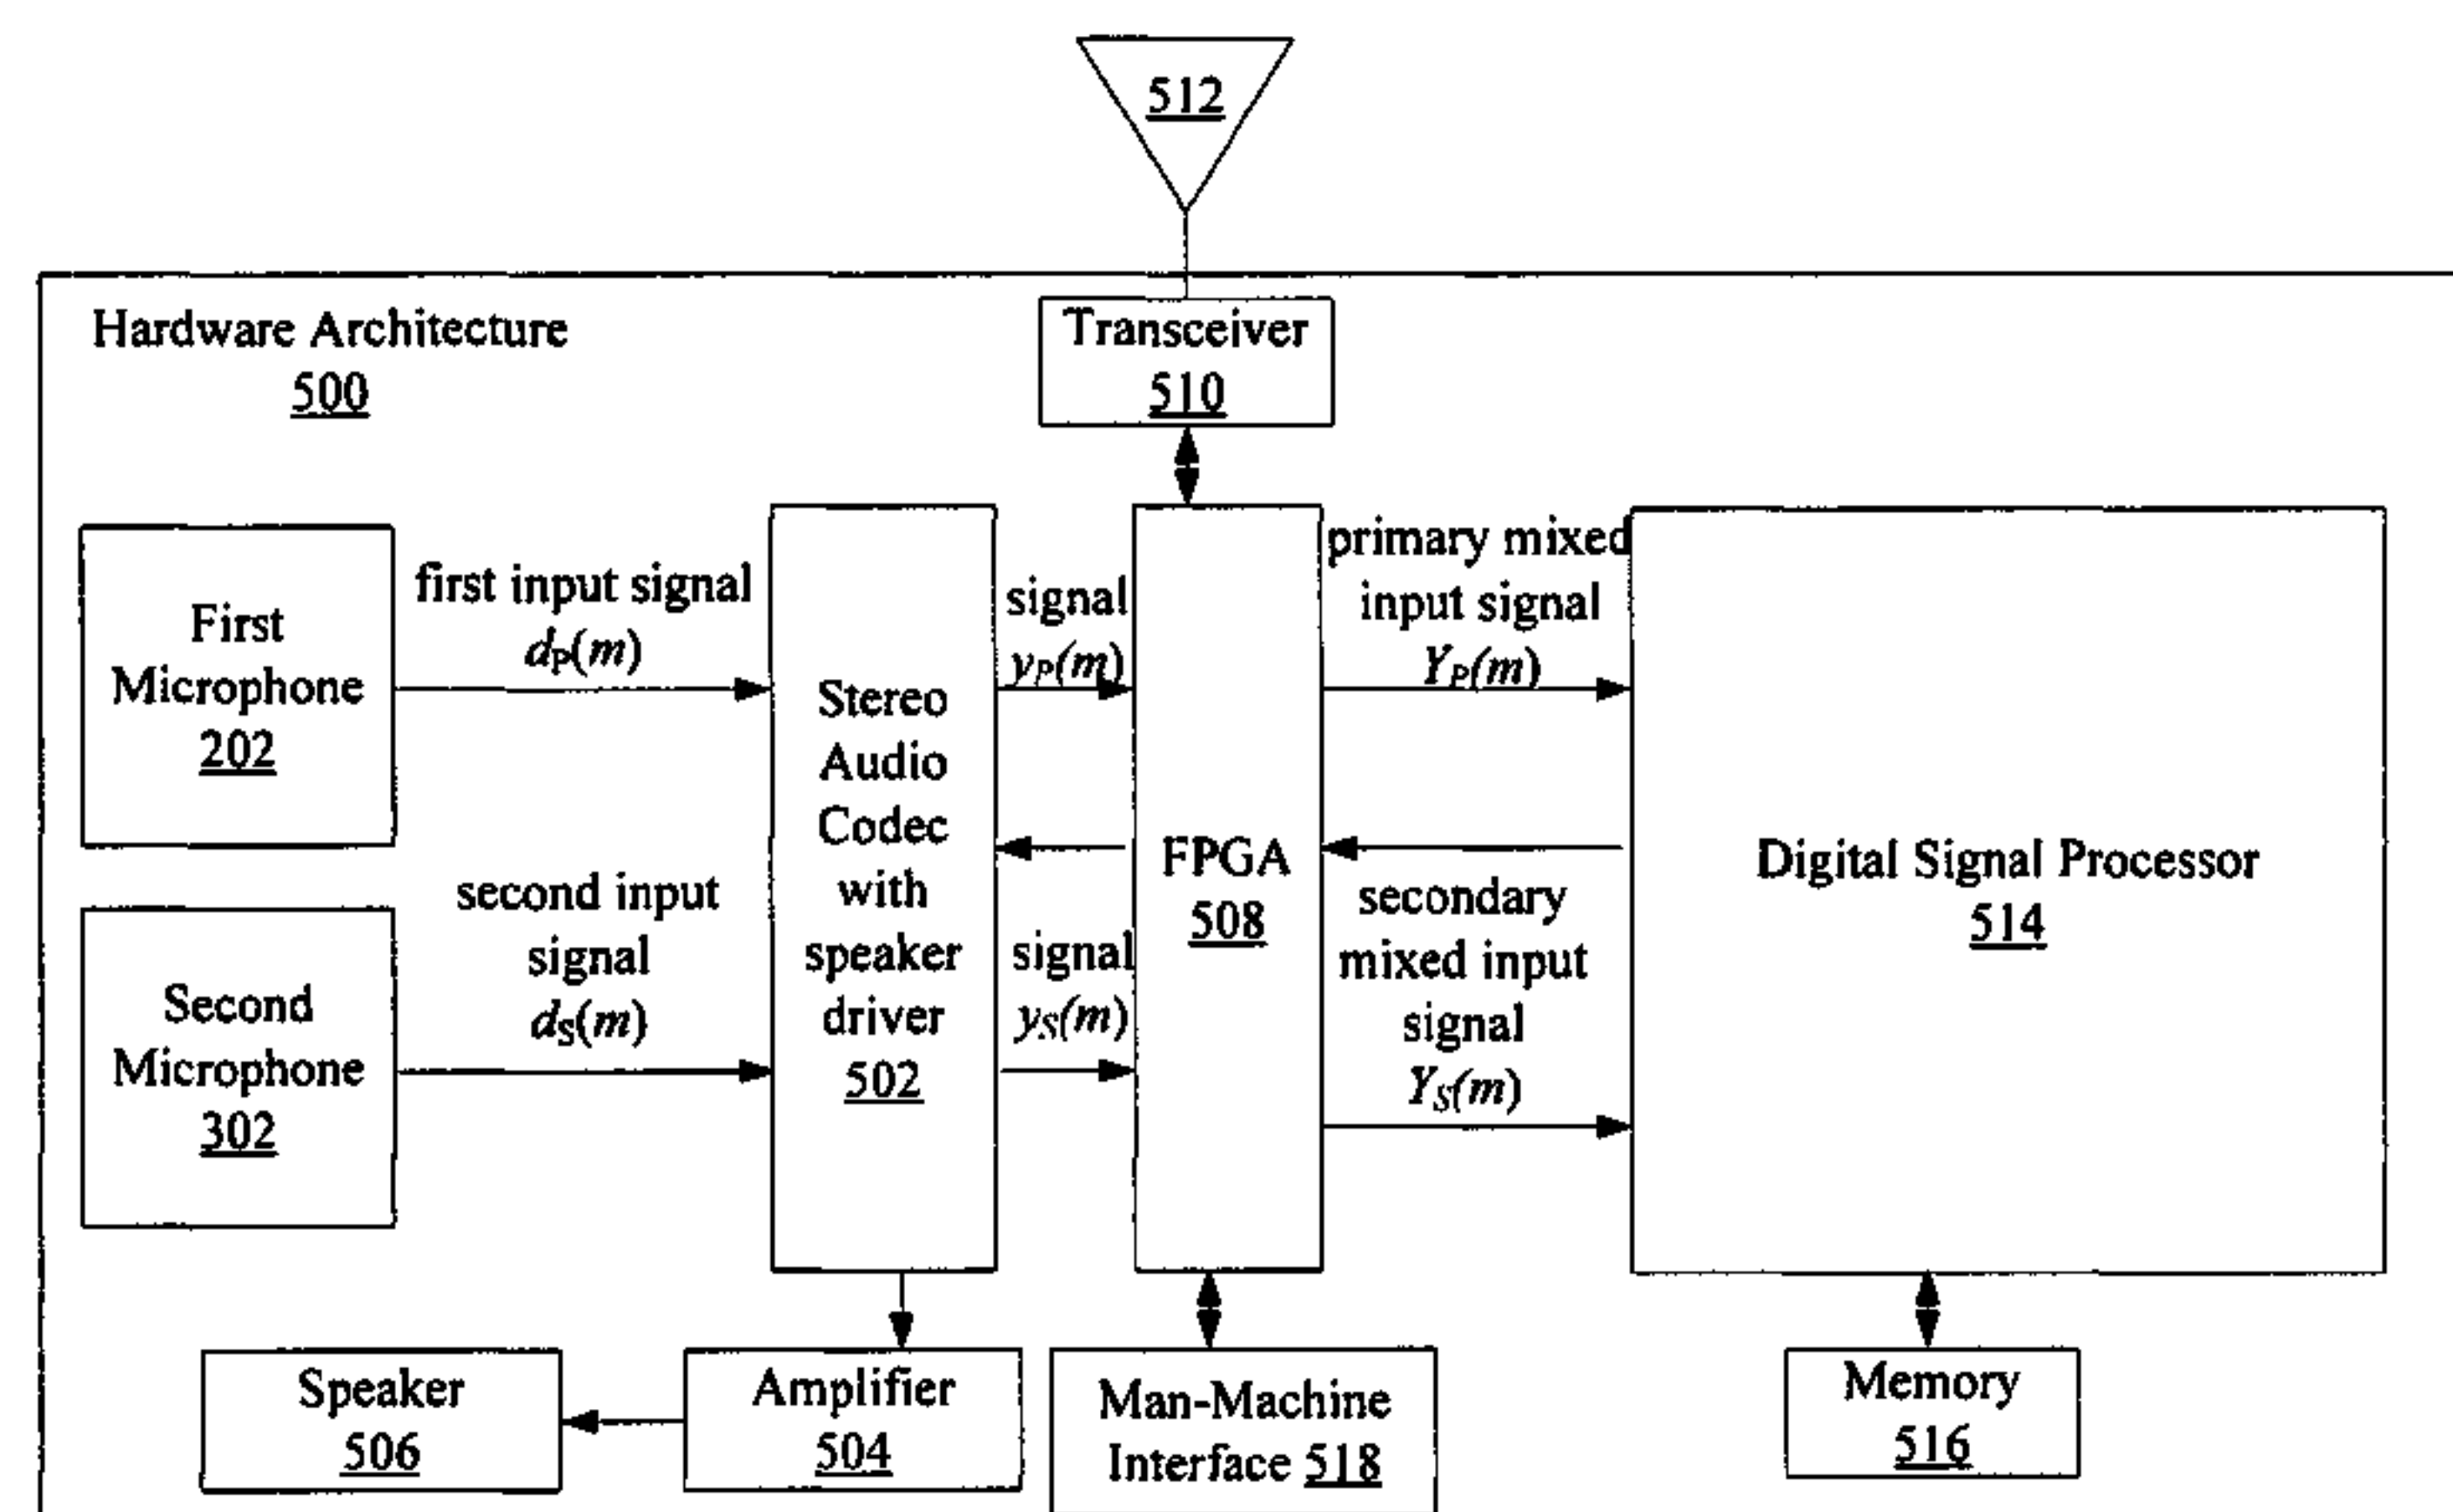 512
Hardware Architecture
500
Transceiver
510
First
Microphone
202
first input signal
dP(m)
Second
Microphone
302
second input
signal
dS(m)
Stereo
Audio
Codec
with
speaker
driver
502
signal
yP(m)
signal
yS(m)
FPGA
508
primary mixed
input signal
YP(m)
secondary
mixed input
signal
YS(m)
Digital Signal Processor
514
Speaker
506
Amplifier
504
Man-Machine
Interface 518
Memory
516